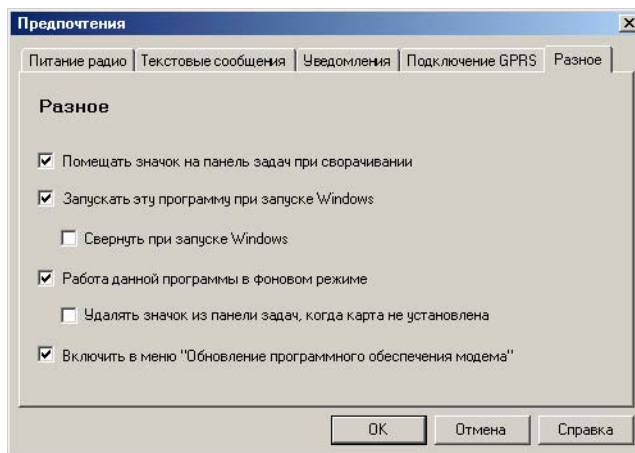 Предпочтения
Питание радио Текстовые сообщения Уведомления Подключение GPRS Разное
Разное
Помещать значок на панель задач при сворачивании
Запускать эту программу при запуске Windows
Свернуть при запуске Windows
Работа данной программы в фоновом режиме
Удалять значок из панели задач, когда карта не установлена
Включить в меню "Обновление программного обеспечения модема"
OK Отмена Справка